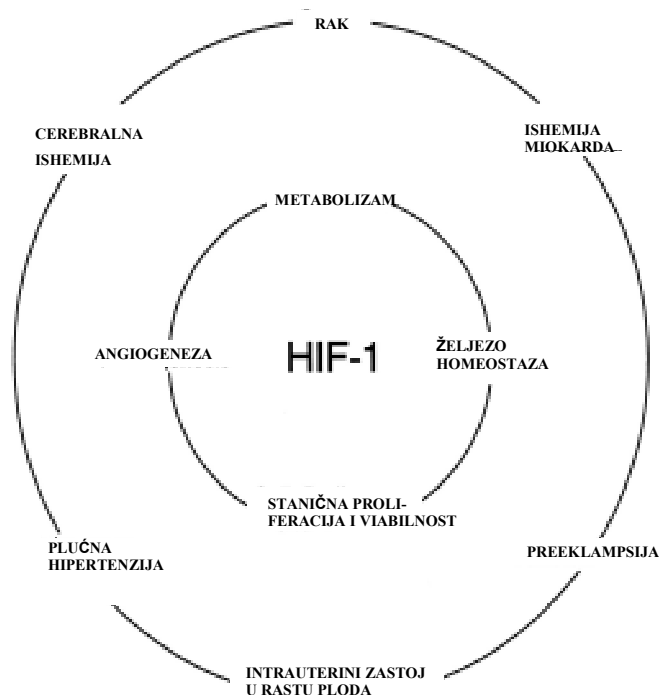 RAK
CEREBRALNA
ISHEMIJA
ISHEMIJA
MIOKARDA
METABOLIZAM
ANGIOGENEZA
HIF-1
ŽELJEZO
HOMEOSTAZA
STANIČNA PROLI-
FERACIJA I VIABILNOST
PLUĆNA
HIPERTENZIJA
PREEKLAMPSIJA
INTRAUTERINI ZASTOJ
U RASTU PLODA